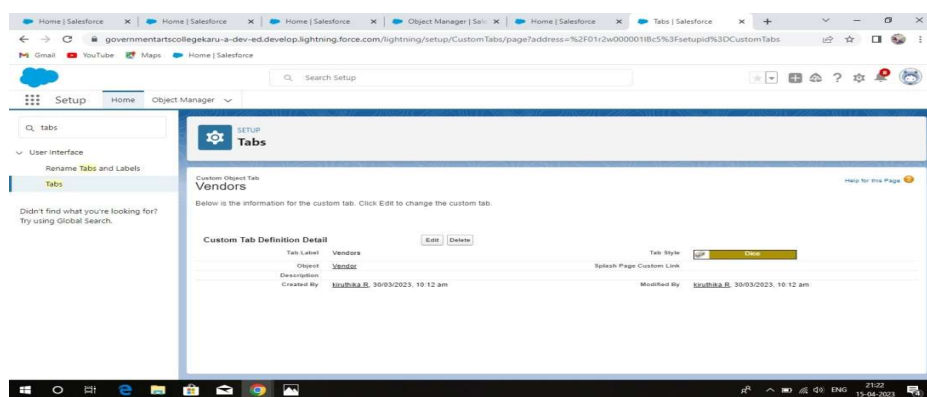 Home | Salesforce
Home | Salesforce
Home | Salesforce
Object Manager | Sale
Home | Salesforce
Tabs | Salesforce
governmentartscollegekaru-a-dev-ed.develop.lightning.force.com/lightning/setup/CustomTabs/page?address=%2F01r2w000001IBc5%3Fsetupid%3DCustomTabs
Gmail YouTube Maps Home | Salesforce
Search Setup
Setup Home Object Manager
tabs
SETUP
Tabs
User Interface
Rename Tabs and Labels
Tabs
Didn't find what you're looking for?
Try using Global Search.
Custom Object Tab
Vendors
Help for this Page
Below is the information for the custom tab. Click Edit to change the custom tab.
Custom Tab Definition Detail Edit Delete
Tab Label Vendors Tab Style Dice
Object Vendor Splash Page Custom Link
Description
Created By kiruthika R, 30/03/2023, 10:12 am Modified By kiruthika R, 30/03/2023, 10:12 am
ENG 21:22
15-04-2023